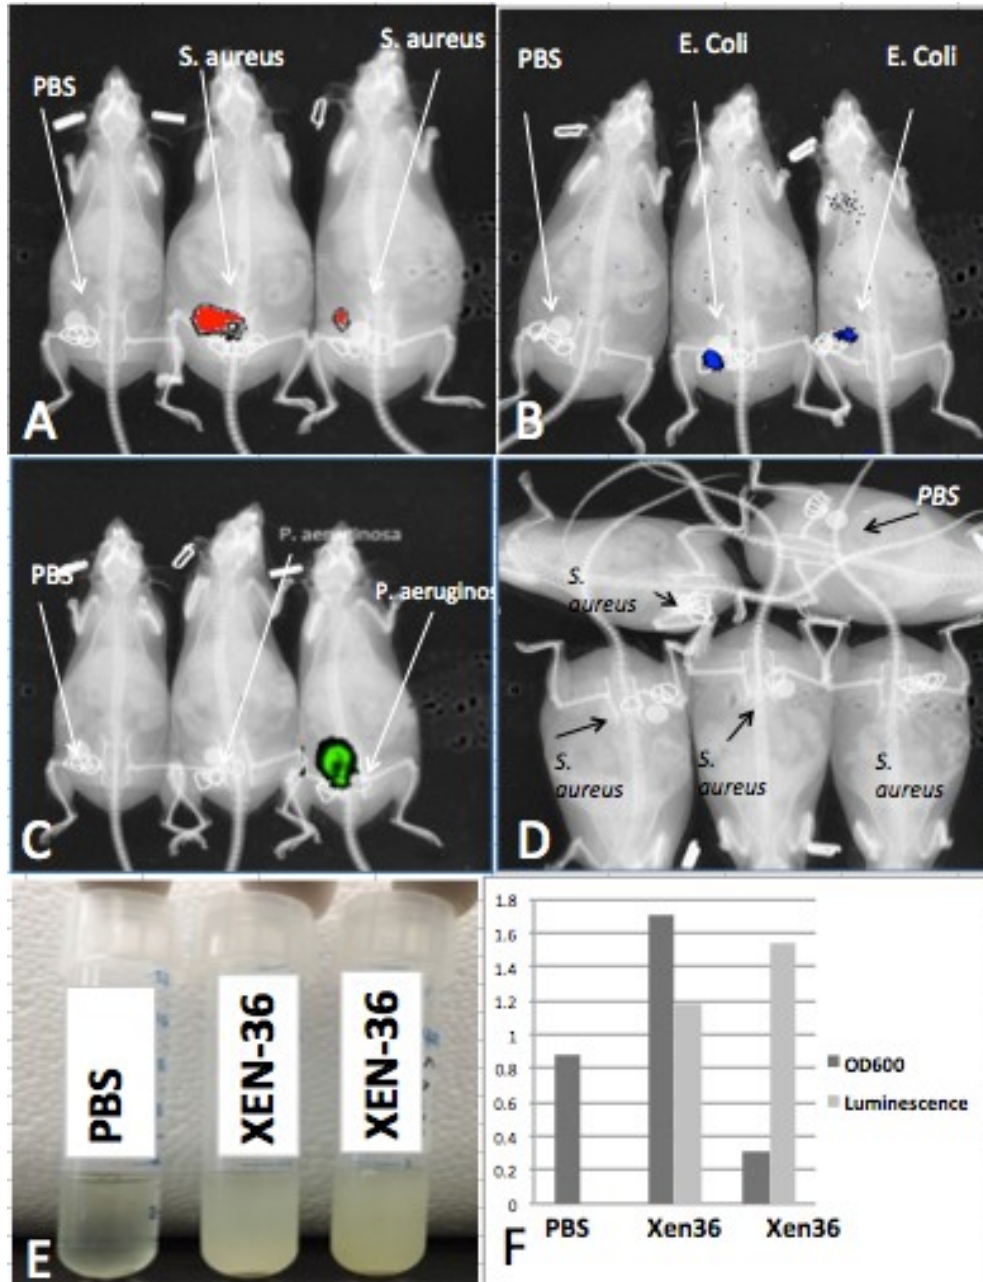 PBS
S. aureus
S. aureus
A
PBS
E. Coli
E. Coli
B
PBS
P. aeruginosa
P. aeruginos
C
PBS
S.
aureus
S.
aureus
S.
aureus
S.
aureus
D
PBS
XEN-36
XEN-36
E
1.8
1.6
1.4
1.2
1
0.8
0.6
0.4
0.2
0
PBS
Xen36
Xen36
OD600
Luminescence
F